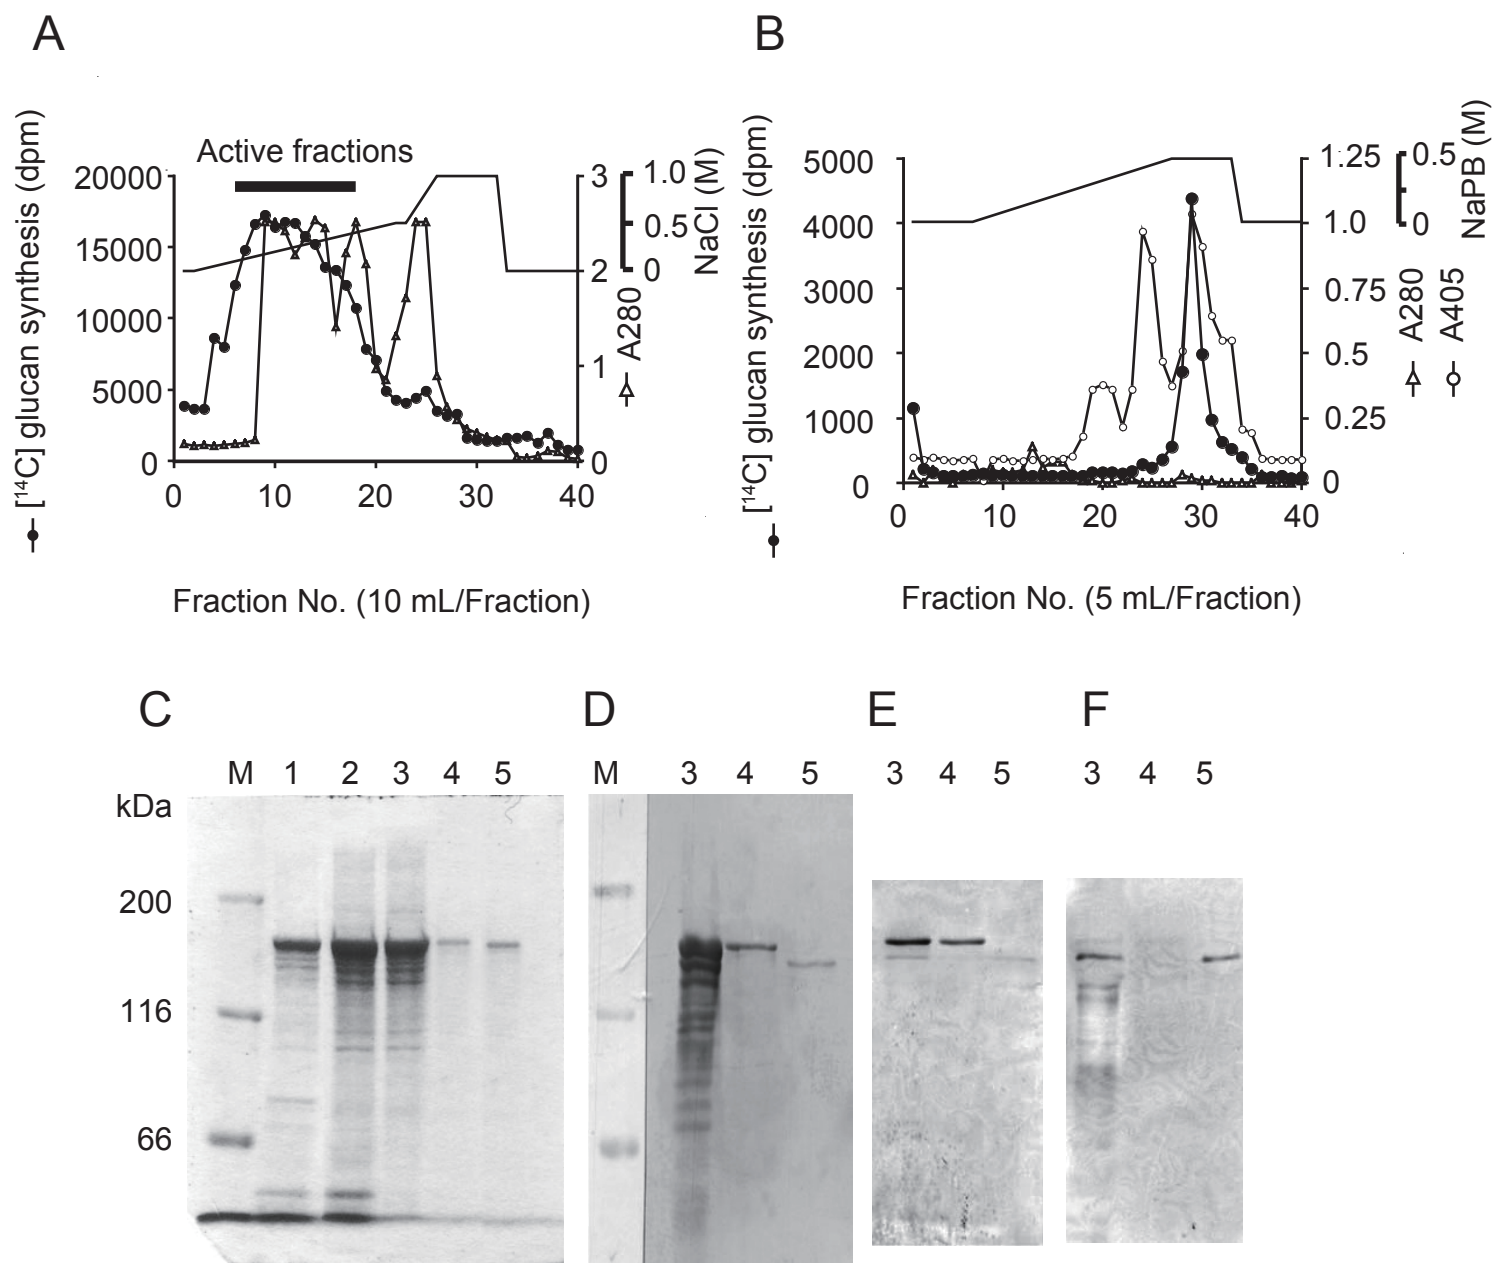 A
B
Active fractions
[14C] glucan synthesis (dpm)
20000
15000
10000
5000
0
0
10
20
30
40
3
2
1
0
1.0
0.5
0
NaCl (M)
A280
Fraction No. (10 mL/Fraction)
[14C] glucan synthesis (dpm)
5000
4000
3000
2000
1000
0
0
10
20
30
40
1.25
1.0
0.75
0.5
0.25
0
0.5
0
NaPB (M)
A280
A405
Fraction No. (5 mL/Fraction)
C
D
E
F
M 1 2 3 4 5
M 3 4 5
3 4 5
3 4 5
kDa
200
116
66